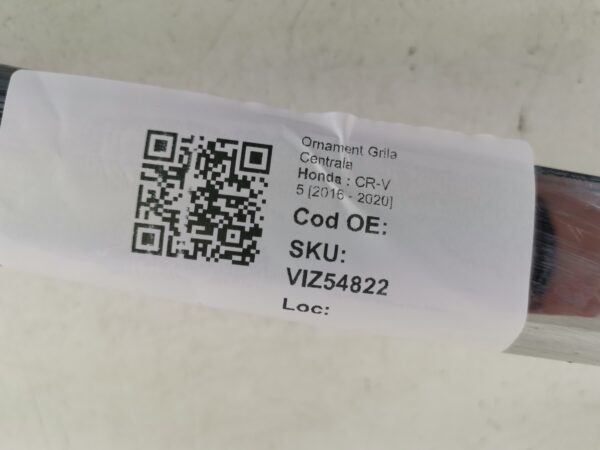 Ornament Grila
Centrala
Honda : CR-V
5 [2016 - 2020]
Cod OE:
SKU:
VIZ54822
Loc: